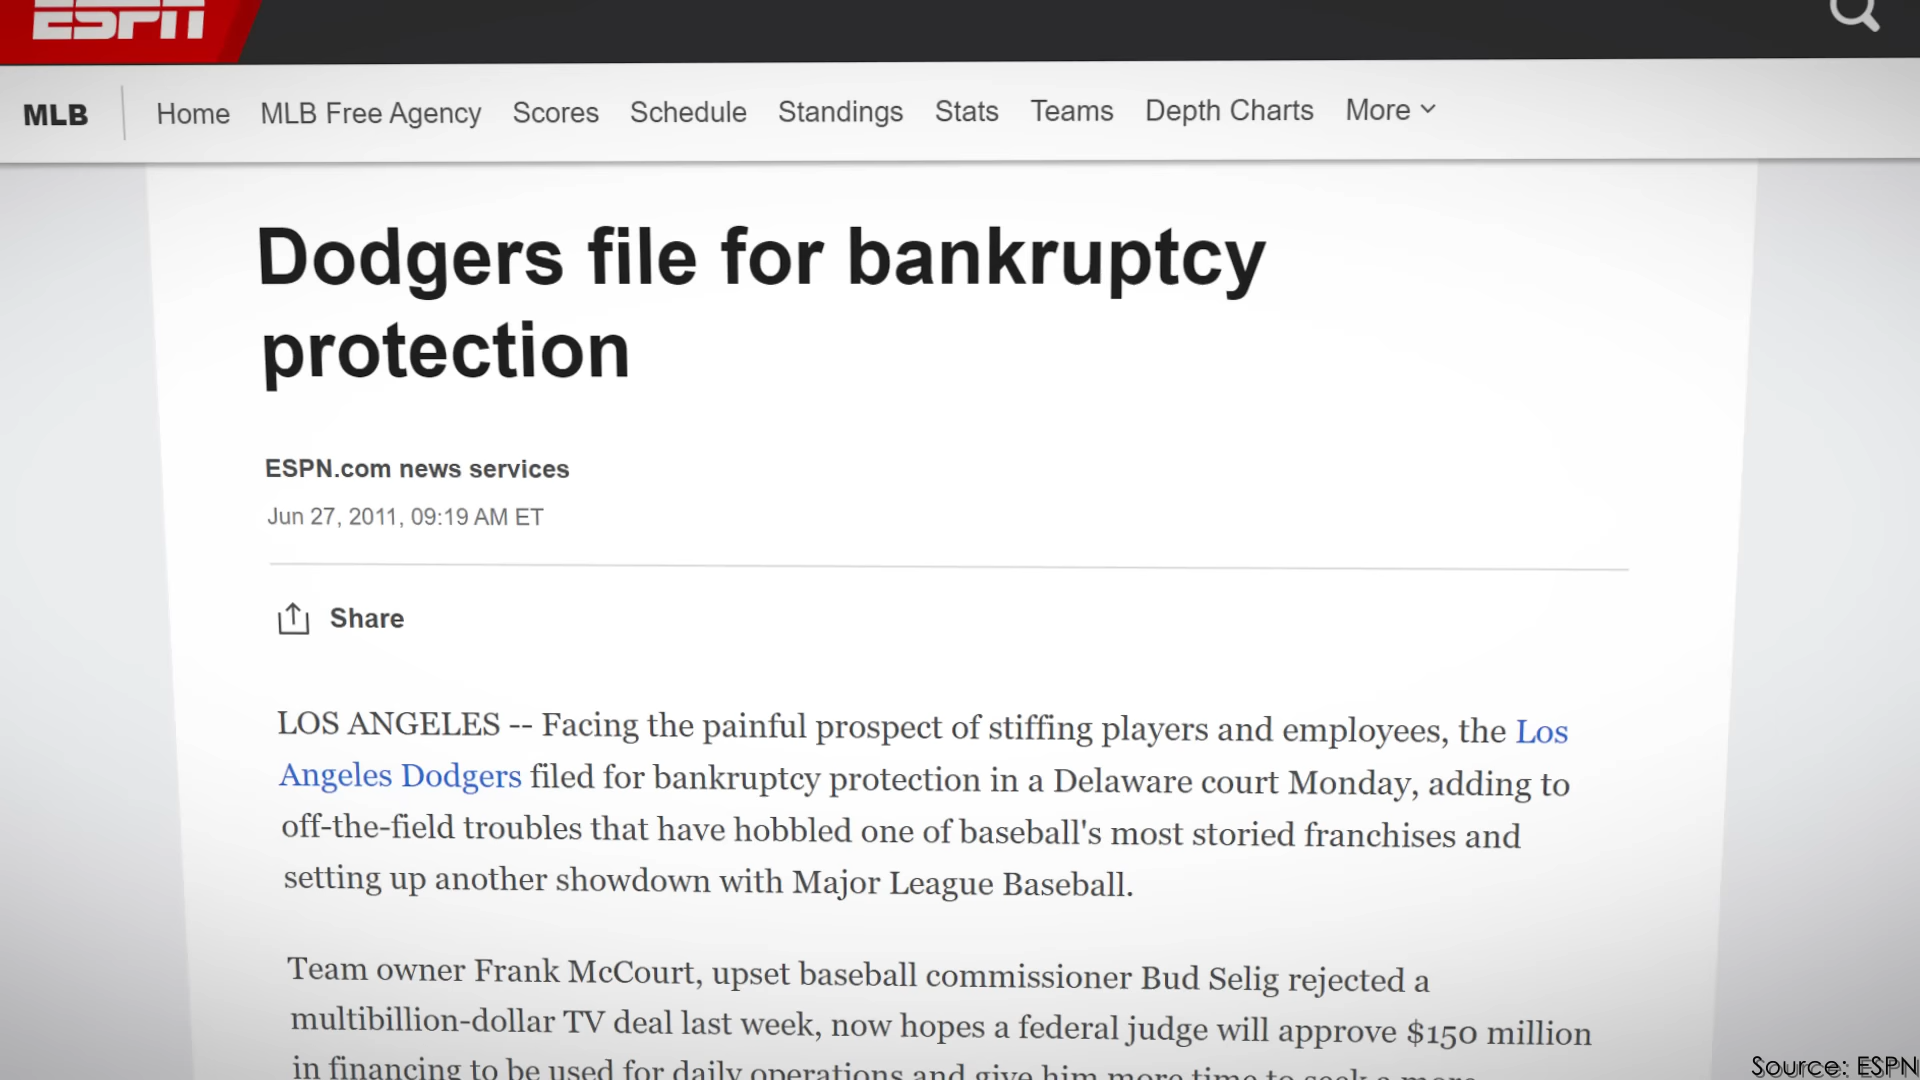 ESPN
MLB Home MLB Free Agency Scores Schedule Standings Stats Teams Depth Charts More
Dodgers file for bankruptcy
protection
ESPN.com news services
Jun 27, 2011, 09:19 AM ET
Share
LOS ANGELES -- Facing the painful prospect of stiffing players and employees, the Los
Angeles Dodgers filed for bankruptcy protection in a Delaware court Monday, adding to
off-the-field troubles that have hobbled one of baseball's most storied franchises and
setting up another showdown with Major League Baseball.
Team owner Frank McCourt, upset baseball commissioner Bud Selig rejected a
multibillion-dollar TV deal last week, now hopes a federal judge will approve $150 million
in financing to be used for daily operations and give him more time to seek a more
Source: ESPN